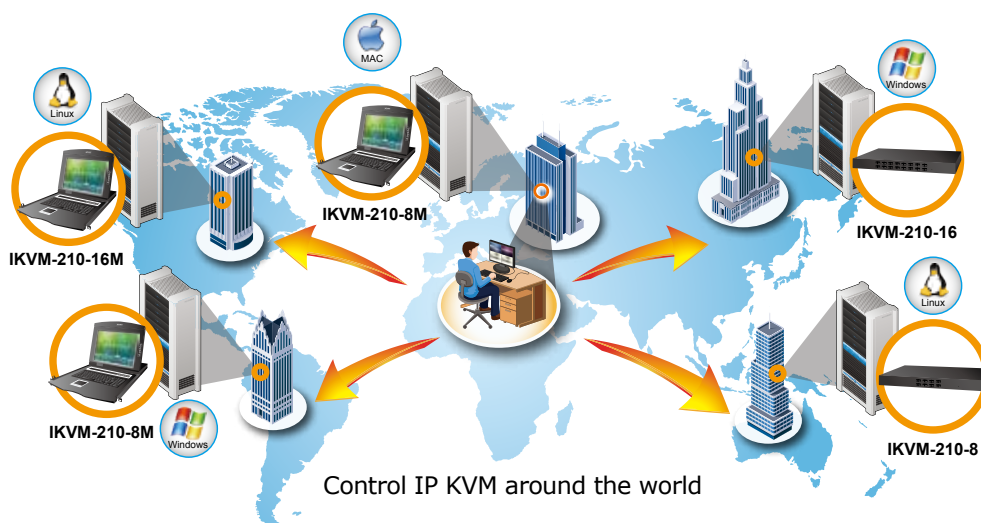 MAC
Linux
Windows
IKVM-210-8M
IKVM-210-16
IKVM-210-16M
Linux
IKVM-210-8M
Windows
IKVM-210-8
Control IP KVM around the world